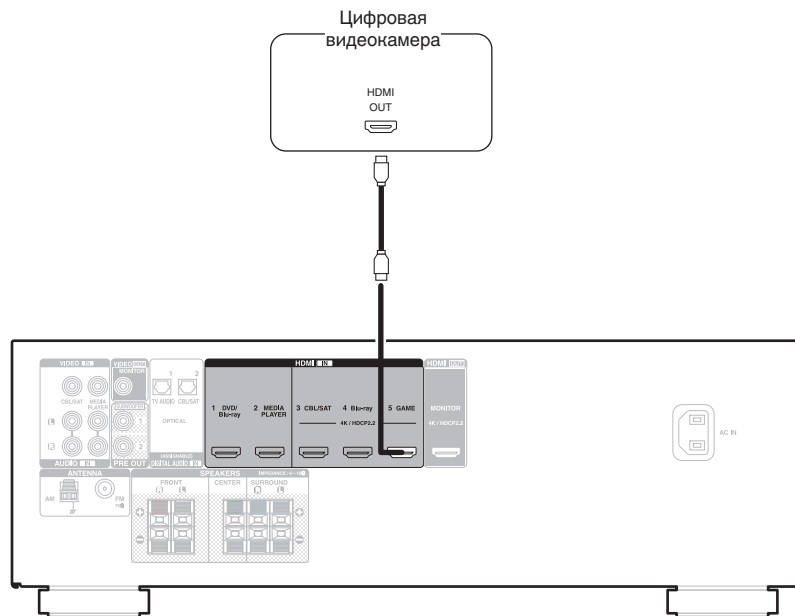 Цифровая
видеокамера
HDMI
OUT
VIDEO IN
VIDEO OUT
MONITOR
1 2
TV AUDIO CBL/SAT
OPTICAL
CBL/SAT
MEDIA
PLAYER
SUBWOOFER
1
2
L
R
AUDIO IN
PRE OUT
(ASSIGNABLE)
DIGITAL AUDIO IN
HDMI IN
1 DVD/
Blu-ray
2 MEDIA
PLAYER
3 CBL/SAT
4 Blu-ray
5 GAME
4K / HDCP2.2
HDMI OUT
MONITOR
4K / HDCP2.2
AC IN
ANTENNA
AM
FM
SPEAKERS
FRONT
R L
CENTER
SURROUND
R L
+
−
+
−